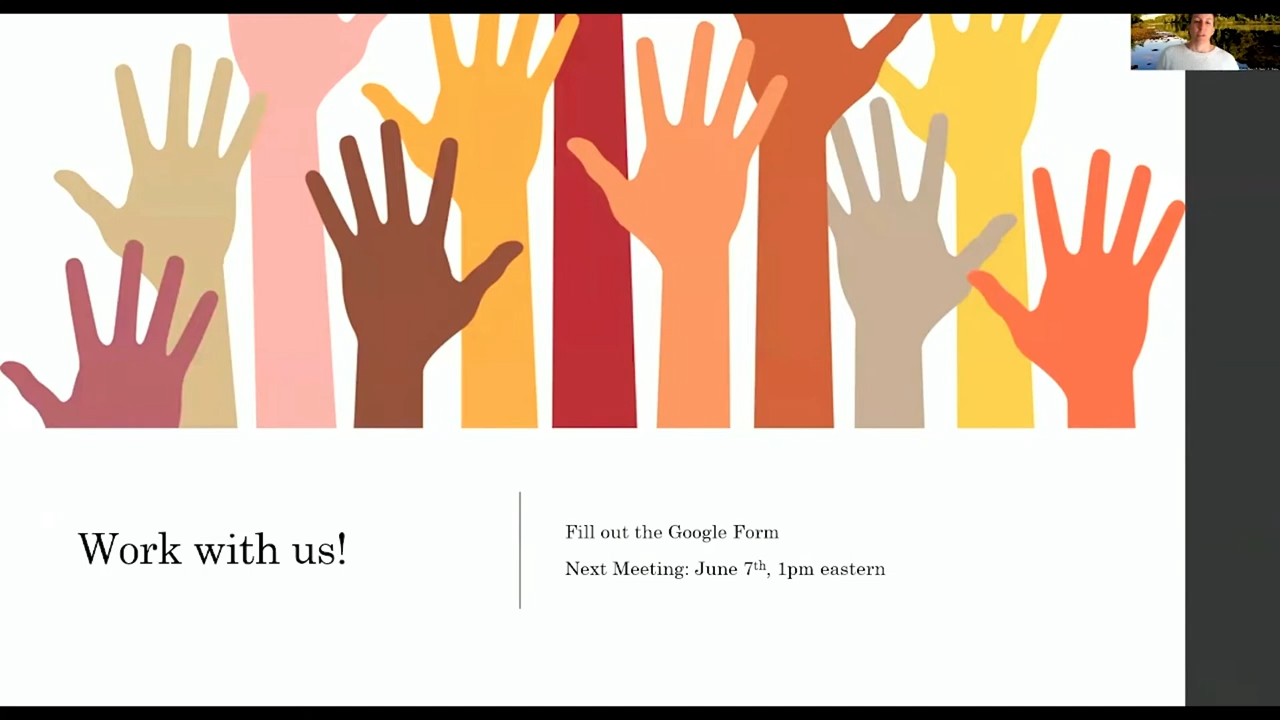 Work with us!
Fill out the Google Form
Next Meeting: June 7th, 1pm eastern